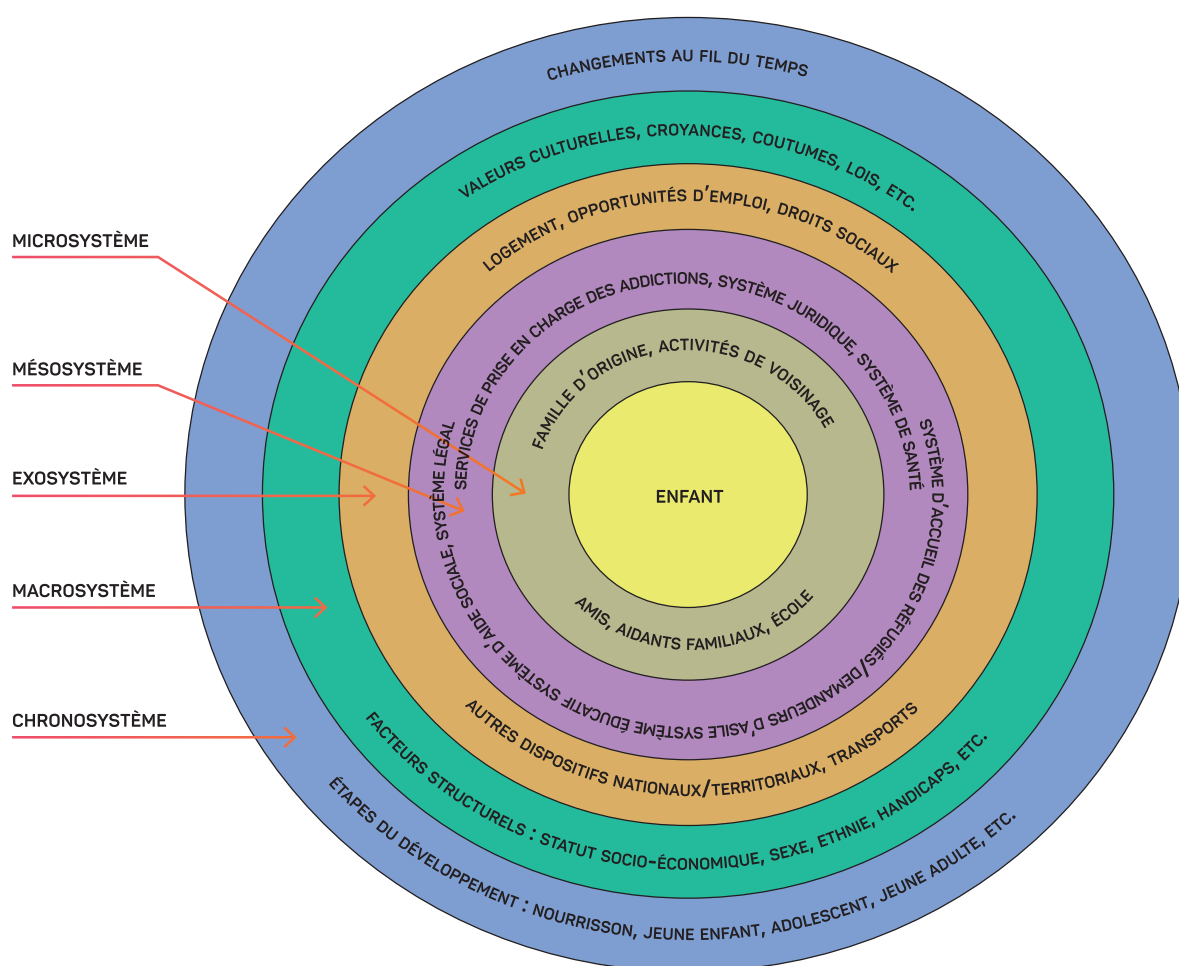 CHANGEMENTS AU FIL DU TEMPS
VALEURS CULTURELLES, CROYANCES, COUTUMES, LOIS, ETC.
LOGEMENT, OPPORTUNITÉS D'EMPLOI, DROITS SOCIAUX
SERVICES DE PRISE EN CHARGE DES ADDICTIONS, SYSTÈME JURIDIQUE, SYSTÈME DE SANTÉ
FAMILLE D'ORIGINE, ACTIVITÉS DE VOISINAGE
ENFANT
AMIS, AIDANTS FAMILIAUX, ÉCOLE
SYSTÈME D'ACCUEIL DES RÉFUGIÉS/DEMANDEURS D'ASILE SYSTÈME ÉDUCATIF SYSTÈME D'AIDE SOCIALE, SYSTÈME LÉGAL
AUTRES DISPOSITIFS NATIONAUX/TERRITORIAUX, TRANSPORTS
FACTEURS STRUCTURELS : STATUT SOCIO-ÉCONOMIQUE, SEXE, ETHNIE, HANDICAPS, ETC.
ÉTAPES DU DÉVELOPPEMENT : NOURRISSON, JEUNE ENFANT, ADOLESCENT, JEUNE ADULTE, ETC.
MICROSYSTÈME
MÉSOSYSTÈME
EXOSYSTÈME
MACROSYSTÈME
CHRONOSYSTÈME